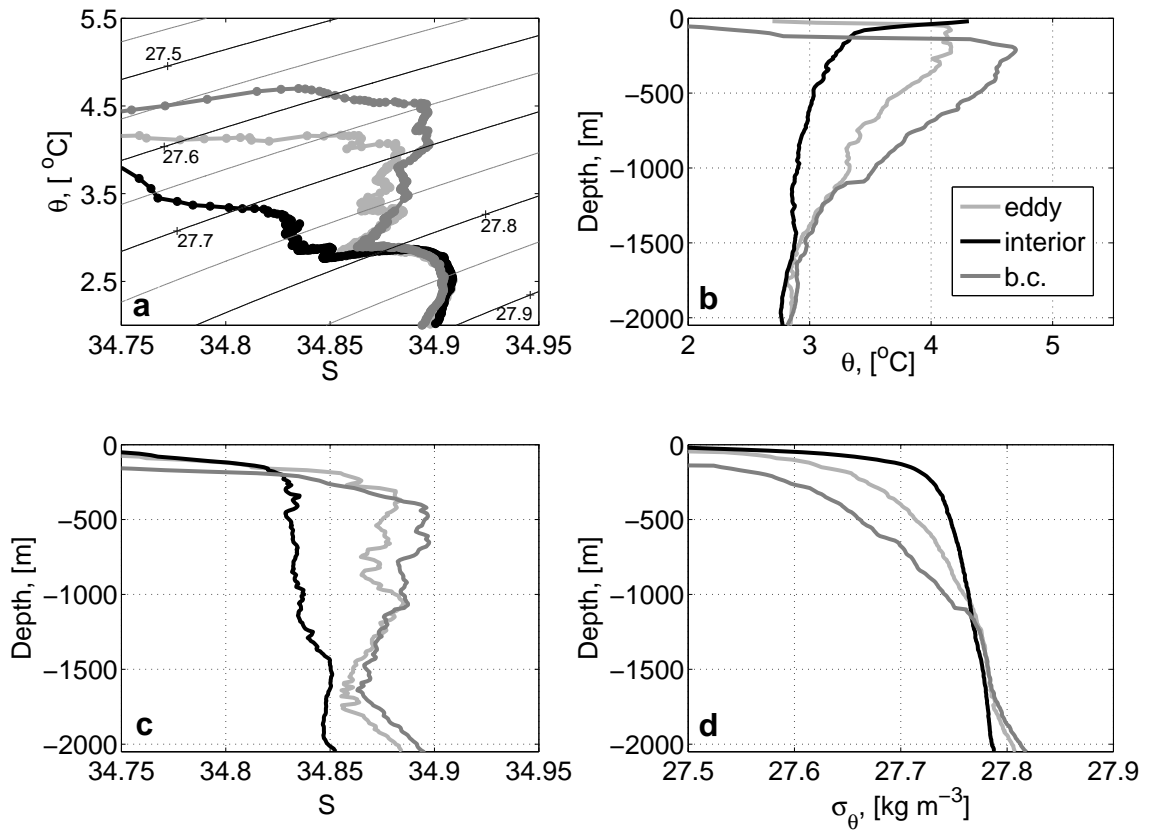 5.5
4.5
3.5
2.5
θ, [ °C]
27.5
27.6
27.7
27.8
27.9
a
34.75 34.8 34.85 34.9 34.95
S
0
−500
−1000
−1500
−2000
Depth, [m]
eddy
interior
b.c.
b
2 3 4 5
θ, [°C]
0
−500
−1000
−1500
−2000
Depth, [m]
c
34.75 34.8 34.85 34.9 34.95
S
0
−500
−1000
−1500
−2000
Depth, [m]
d
27.5 27.6 27.7 27.8 27.9
σθ, [kg m⁻³]